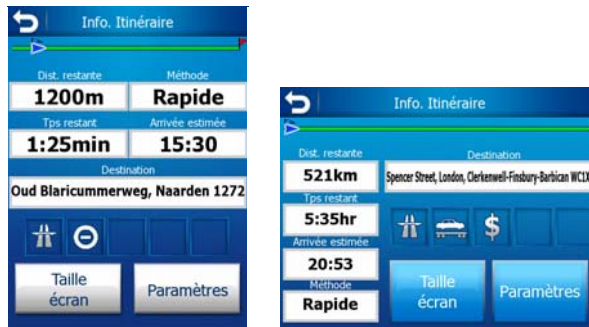 Info. Itinéraire
Dist. restante Méthode
1200m Rapide
Tps restant Arrivée estimée
1:25min 15:30
Destination
Oud Blaricummerweg, Naarden 1272
Taille
écran
Paramètres
Info. Itinéraire
Dist. restante Destination
521km Spencer Street, London, Clerkenwell-Finsbury-Barbican WC1X
Tps restant
5:35hr
$
Arrivée estimée
20:53
Méthode
Rapide
Taille
écran
Paramètres